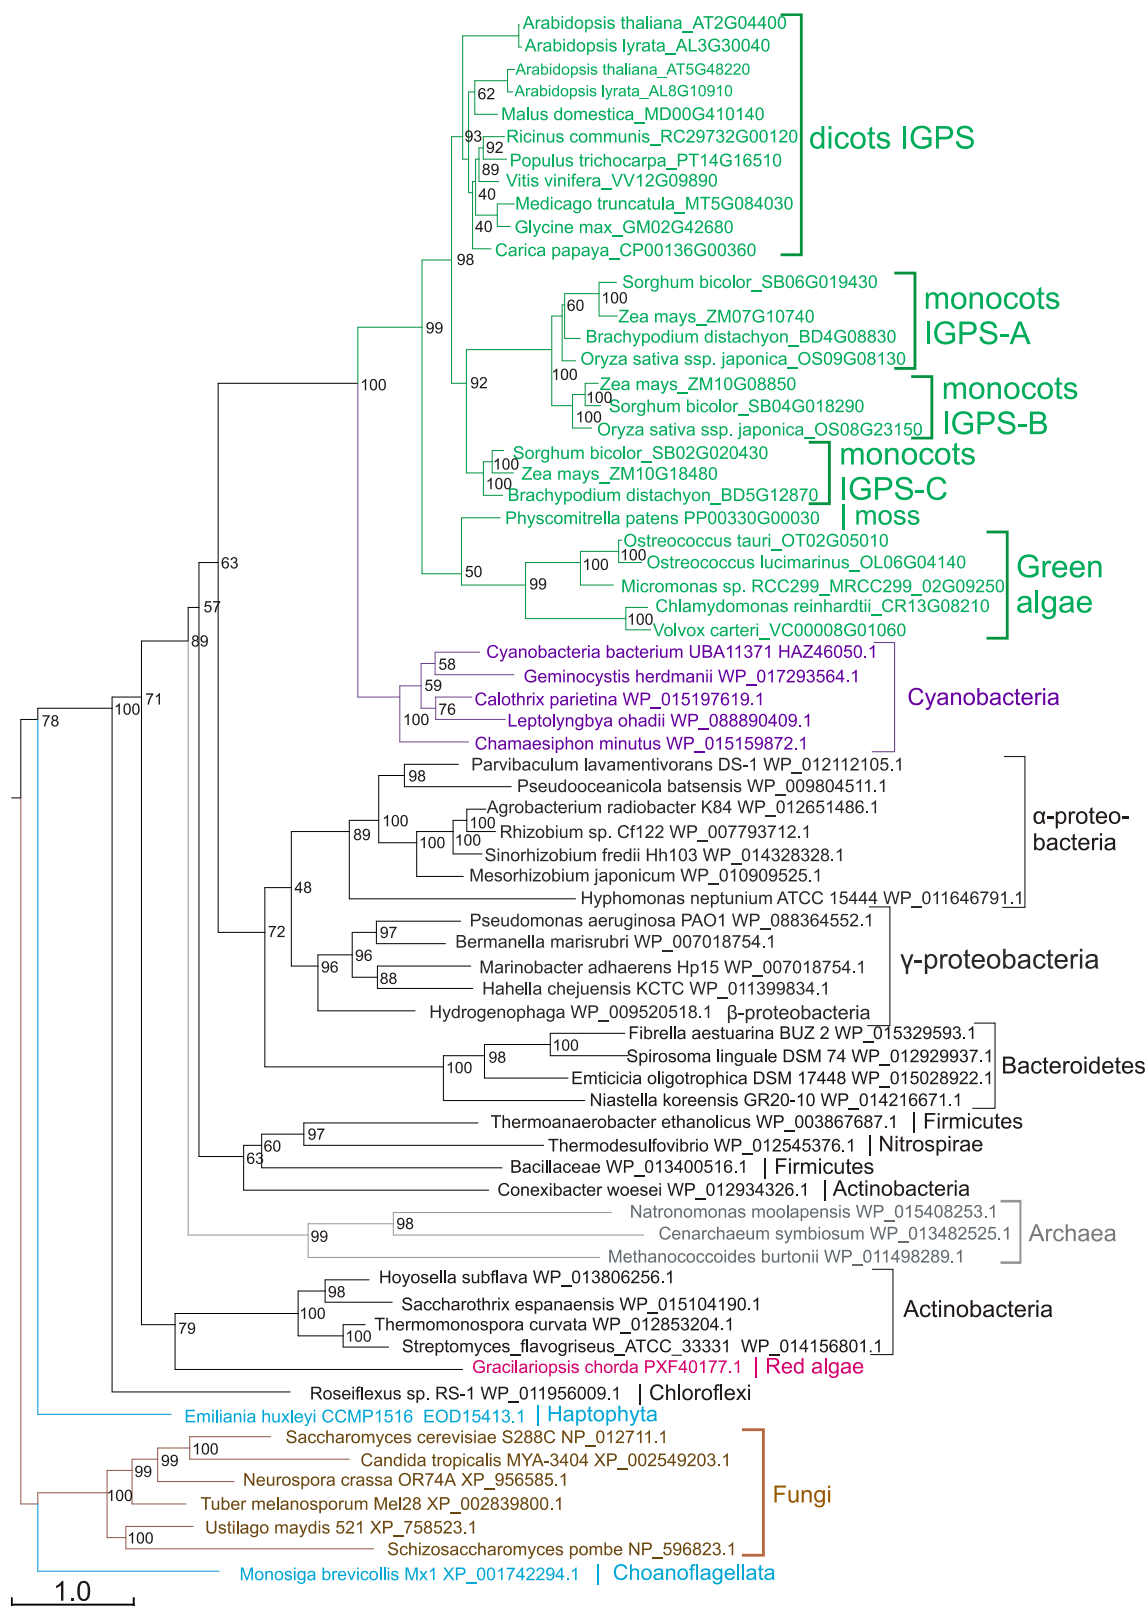 Arabidopsis thaliana_AT2G04400
Arabidopsis lyrata_AL3G30040
Arabidopsis thaliana_AT5G48220
62
Arabidopsis lyrata_AL8G10910
Malus domestica_MD00G410140
93
Ricinus communis_RC29732G00120
dicots IGPS
92
Populus trichocarpa_PT14G16510
89
Vitis vinifera_VV12G09890
40
Medicago truncatula_MT5G084030
40
Glycine max_GM02G42680
Carica papaya_CP00136G00360
98
Sorghum bicolor_SB06G019430
60
100
Zea mays_ZM07G10740
monocots
IGPS-A
99
Brachypodium distachyon_BD4G08830
Oryza sativa ssp. japonica_OS09G08130
100
100
92
Zea mays_ZM10G08850
100
Sorghum bicolor_SB04G018290
100
Oryza sativa ssp. japonica_OS08G23150
monocots
IGPS-B
Sorghum bicolor_SB02G020430
100
Zea mays_ZM10G18480
100
Brachypodium distachyon_BD5G12870
monocots
IGPS-C
Physcomitrella patens PP00330G00030
moss
Ostreococcus tauri_OT02G05010
100
100
Ostreococcus lucimarinus_OL06G04140
63
50
99
Micromonas sp. RCC299_MRCC299_02G09250
Green
algae
57
Chlamydomonas reinhardtii_CR13G08210
100
Volvox carteri_VC00008G01060
89
Cyanobacteria bacterium UBA11371 HAZ46050.1
58
Geminocystis herdmanii WP_017293564.1
59
71
Calothrix parietina WP_015197619.1
Cyanobacteria
76
100
78
100
Leptolyngbya ohadii WP_088890409.1
Chamaesiphon minutus WP_015159872.1
Parvibaculum lavamentivorans DS-1 WP_012112105.1
98
Pseudooceanicola batsensis WP_009804511.1
Agrobacterium radiobacter K84 WP_012651486.1
α-proteo-
bacteria
100
89
100
Rhizobium sp. Cf122 WP_007793712.1
100
100
Sinorhizobium fredii Hh103 WP_014328328.1
Mesorhizobium japonicum WP_010909525.1
48
Hyphomonas neptunium ATCC 15444 WP_011646791.1
Pseudomonas aeruginosa PAO1 WP_088364552.1
72
97
Bermanella marisrubri WP_007018754.1
96
96
Marinobacter adhaerens Hp15 WP_007018754.1
γ-proteobacteria
88
Hahella chejuensis KCTC WP_011399834.1
Hydrogenophaga WP_009520518.1
β-proteobacteria
Fibrella aestuarina BUZ 2 WP_015329593.1
100
98
Spirosoma linguale DSM 74 WP_012929937.1
100
Emticicia oligotrophica DSM 17448 WP_015028922.1
Bacteroidetes
Niastella koreensis GR20-10 WP_014216671.1
Thermoanaerobacter ethanolicus WP_003867687.1
Firmicutes
97
60
Thermodesulfovibrio WP_012545376.1
Nitrospirae
63
Bacillaceae WP_013400516.1
Firmicutes
Conexibacter woesei WP_012934326.1
Actinobacteria
Natronomonas moolapensis WP_015408253.1
98
99
Cenarchaeum symbiosum WP_013482525.1
Archaea
Methanococcoides burtonii WP_011498289.1
Hoyosella subflava WP_013806256.1
98
Saccharothrix espanaensis WP_015104190.1
Actinobacteria
100
Thermomonospora curvata WP_012853204.1
79
100
Streptomyces_flavogriseus_ATCC_33331 WP_014156801.1
Gracilariopsis chorda PXF40177.1
Red algae
Roseiflexus sp. RS-1 WP_011956009.1
Chloroflexi
Emiliania huxleyi CCMP1516 EOD15413.1
Haptophyta
Saccharomyces cerevisiae S288C NP_012711.1
100
99
Candida tropicalis MYA-3404 XP_002549203.1
99
Neurospora crassa OR74A XP_956585.1
100
Tuber melanosporum Mel28 XP_002839800.1
Fungi
Ustilago maydis 521 XP_758523.1
100
Schizosaccharomyces pombe NP_596823.1
Monosiga brevicollis Mx1 XP_001742294.1
Choanoflagellata
1.0